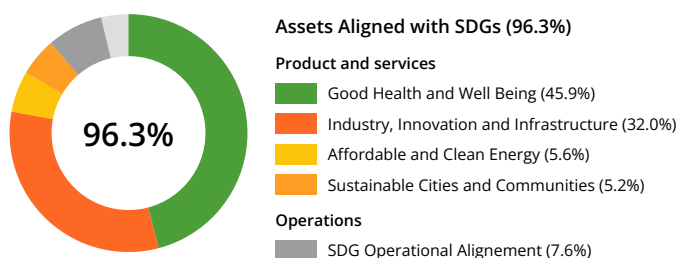 96.3%
Assets Aligned with SDGs (96.3%)
Product and services
Good Health and Well Being (45.9%)
Industry, Innovation and Infrastructure (32.0%)
Affordable and Clean Energy (5.6%)
Sustainable Cities and Communities (5.2%)
Operations
SDG Operational Alignement (7.6%)